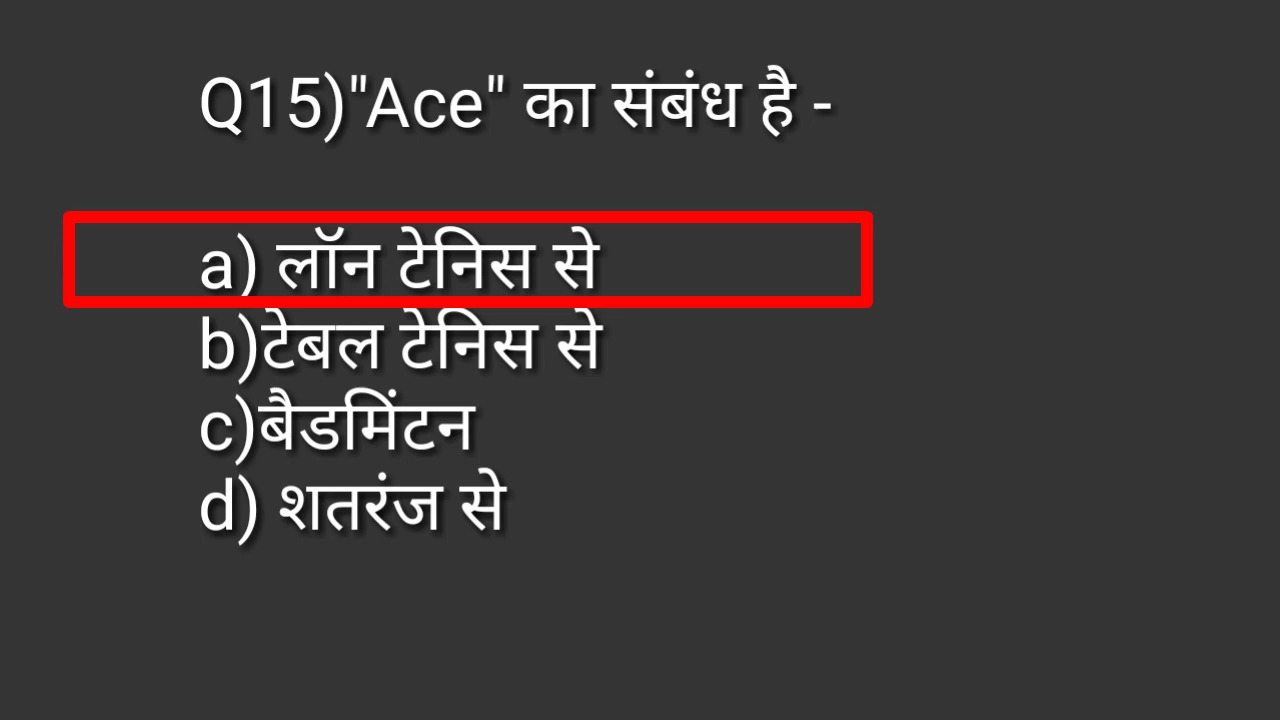 Q15)"Ace" का संबंध है -
a) लॉन टेनिस से
b)टेबल टेनिस से
c)बैडमिंटन
d) शतरंज से